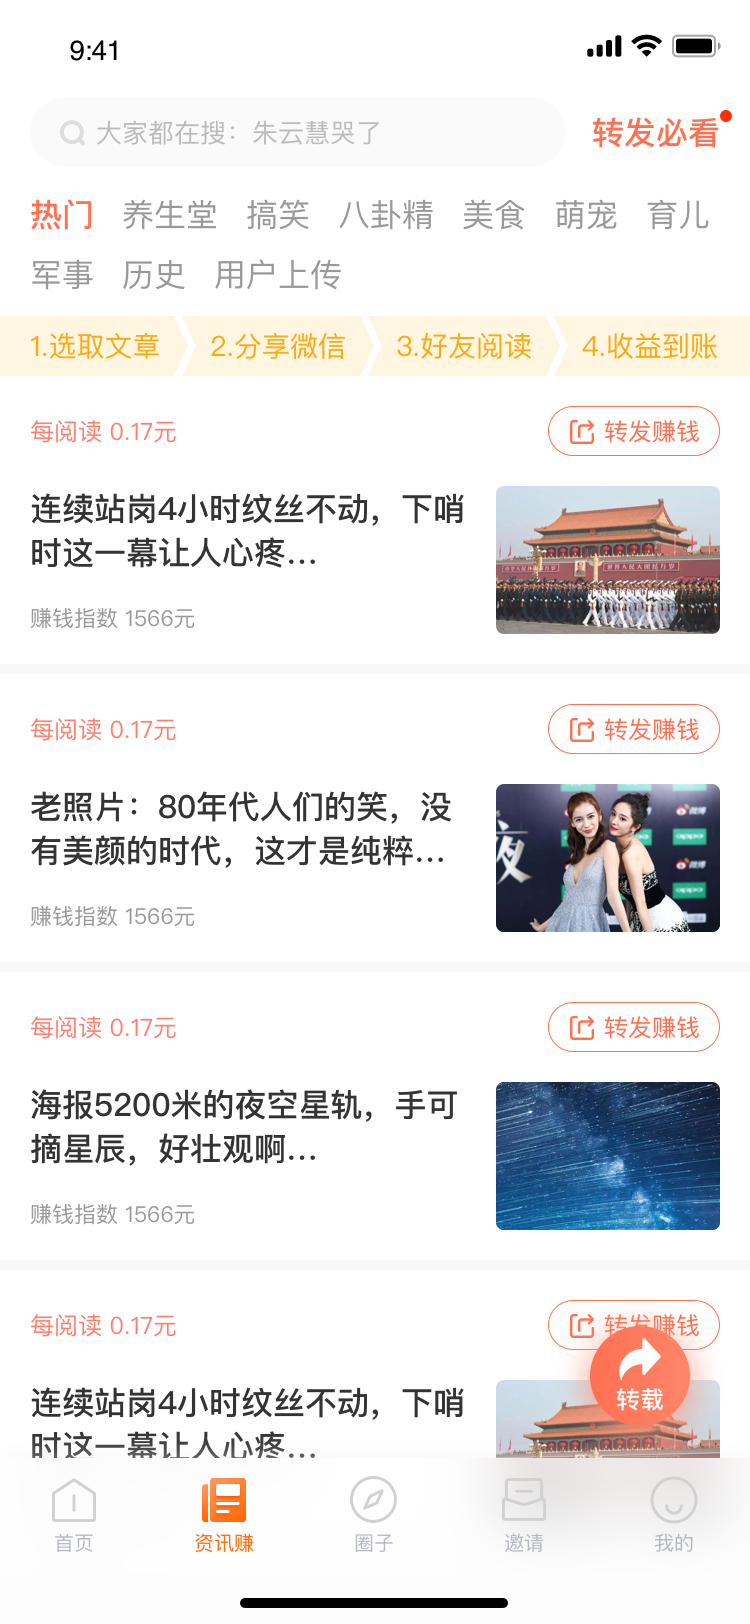 9:41
大家都在搜：朱云慧哭了
转发必看
热门 养生堂 搞笑 八卦精 美食 萌宠 育儿
军事 历史 用户上传
1.选取文章 2.分享微信 3.好友阅读 4.收益到账
每阅读 0.17元
转发赚钱
连续站岗4小时纹丝不动，下哨
时这一幕让人心疼...
赚钱指数 1566元
每阅读 0.17元
转发赚钱
老照片：80年代人们的笑，没
有美颜的时代，这才是纯粹...
夜
微博
oppo
微博
oppo
赚钱指数 1566元
每阅读 0.17元
转发赚钱
海报5200米的夜空星轨，手可
摘星辰，好壮观啊...
赚钱指数 1566元
每阅读 0.17元
转发赚钱
连续站岗4小时纹丝不动，下哨
时这一幕让人心疼...
转载
首页 资讯赚 圈子 邀请 我的